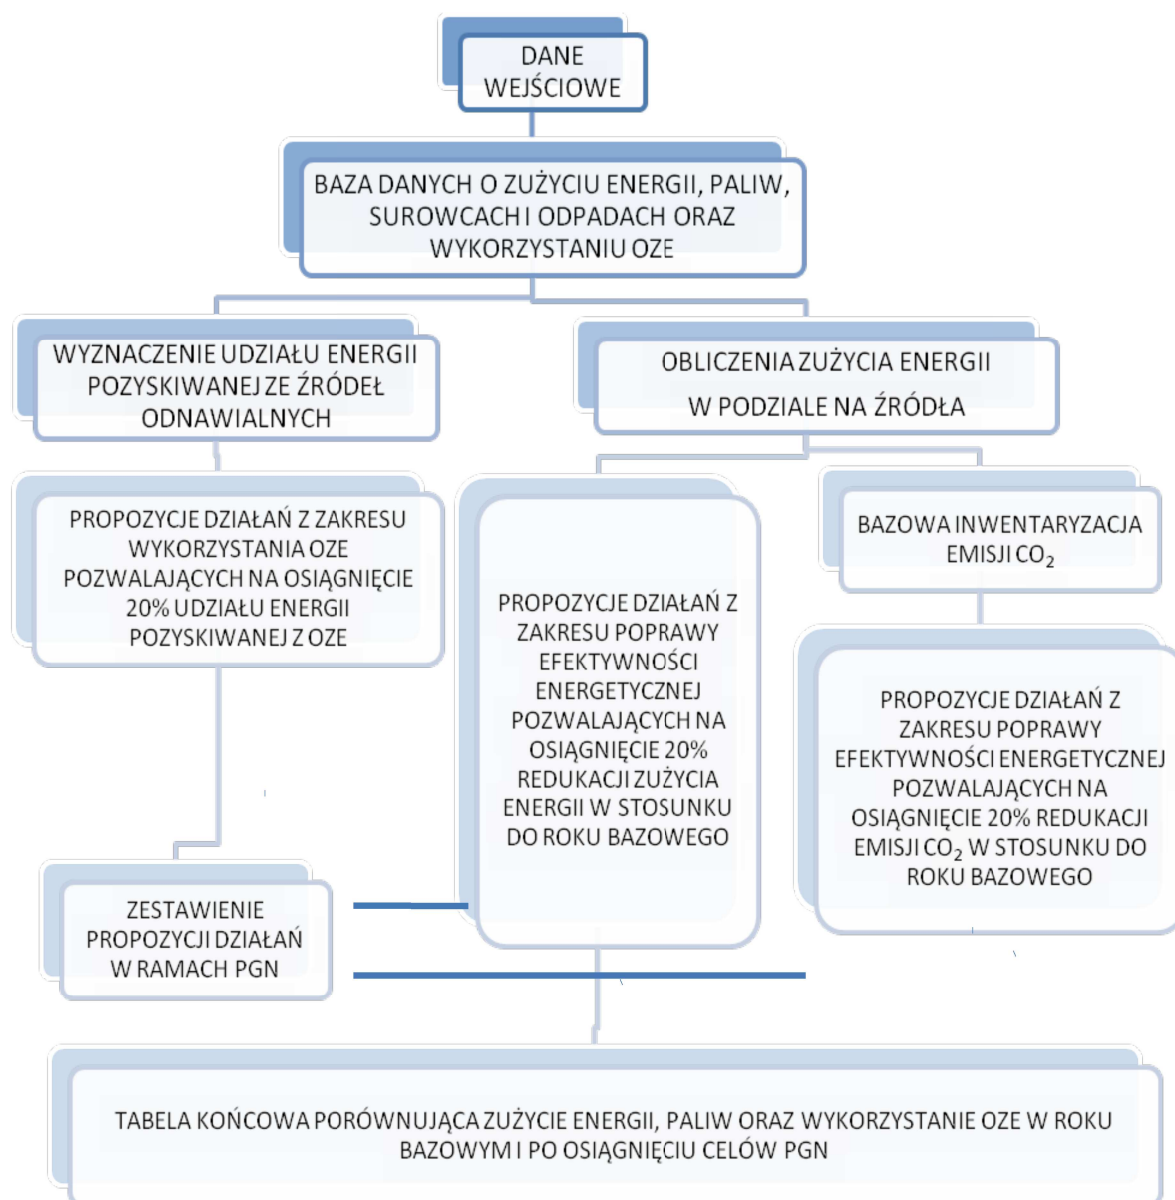 DANE
WEJŚCIOWE
BAZA DANYCH O ZUŻYCIU ENERGII, PALIW,
SUROWCACH I ODPADACH ORAZ
WYKORZYSTANIU OZE
WYZNACZENIE UDZIAŁU ENERGII
POZYSKIWANEJ ZE ŹRÓDEŁ
ODNAWIALNYCH
OBLICZENIA ZUŻYCIA ENERGII
W PODZIALE NA ŹRÓDŁA
PROPOZYCJE DZIAŁAŃ Z ZAKRESU
WYKORZYSTANIA OZE
POZWALAJĄCYCH NA OSIĄGNIĘCIE
20% UDZIAŁU ENERGII
POZYSKIWANEJ Z OZE
PROPOZYCJE DZIAŁAŃ Z
ZAKRESU POPRAWY
EFEKTYWNOŚCI
ENERGETYCZNEJ
POZWALAJĄCYCH NA
OSIĄGNIĘCIE 20%
REDUKACJI ZUŻYCIA
ENERGII W STOSUNKU
DO ROKU BAZOWEGO
BAZOWA INWENTARYZACJA
EMISJI CO₂
PROPOZYCJE DZIAŁAŃ Z
ZAKRESU POPRAWY
EFEKTYWNOŚCI ENERGETYCZNEJ
POZWALAJĄCYCH NA
OSIĄGNIĘCIE 20% REDUKACJI
EMISJI CO₂ W STOSUNKU DO
ROKU BAZOWEGO
ZESTAWIENIE
PROPOZYCJI DZIAŁAŃ
W RAMACH PGN
TABELA KOŃCOWA PORÓWNUJĄCA ZUŻYCIE ENERGII, PALIW ORAZ WYKORZYSTANIE OZE W ROKU
BAZOWYM I PO OSIĄGNIĘCIU CELÓW PGN